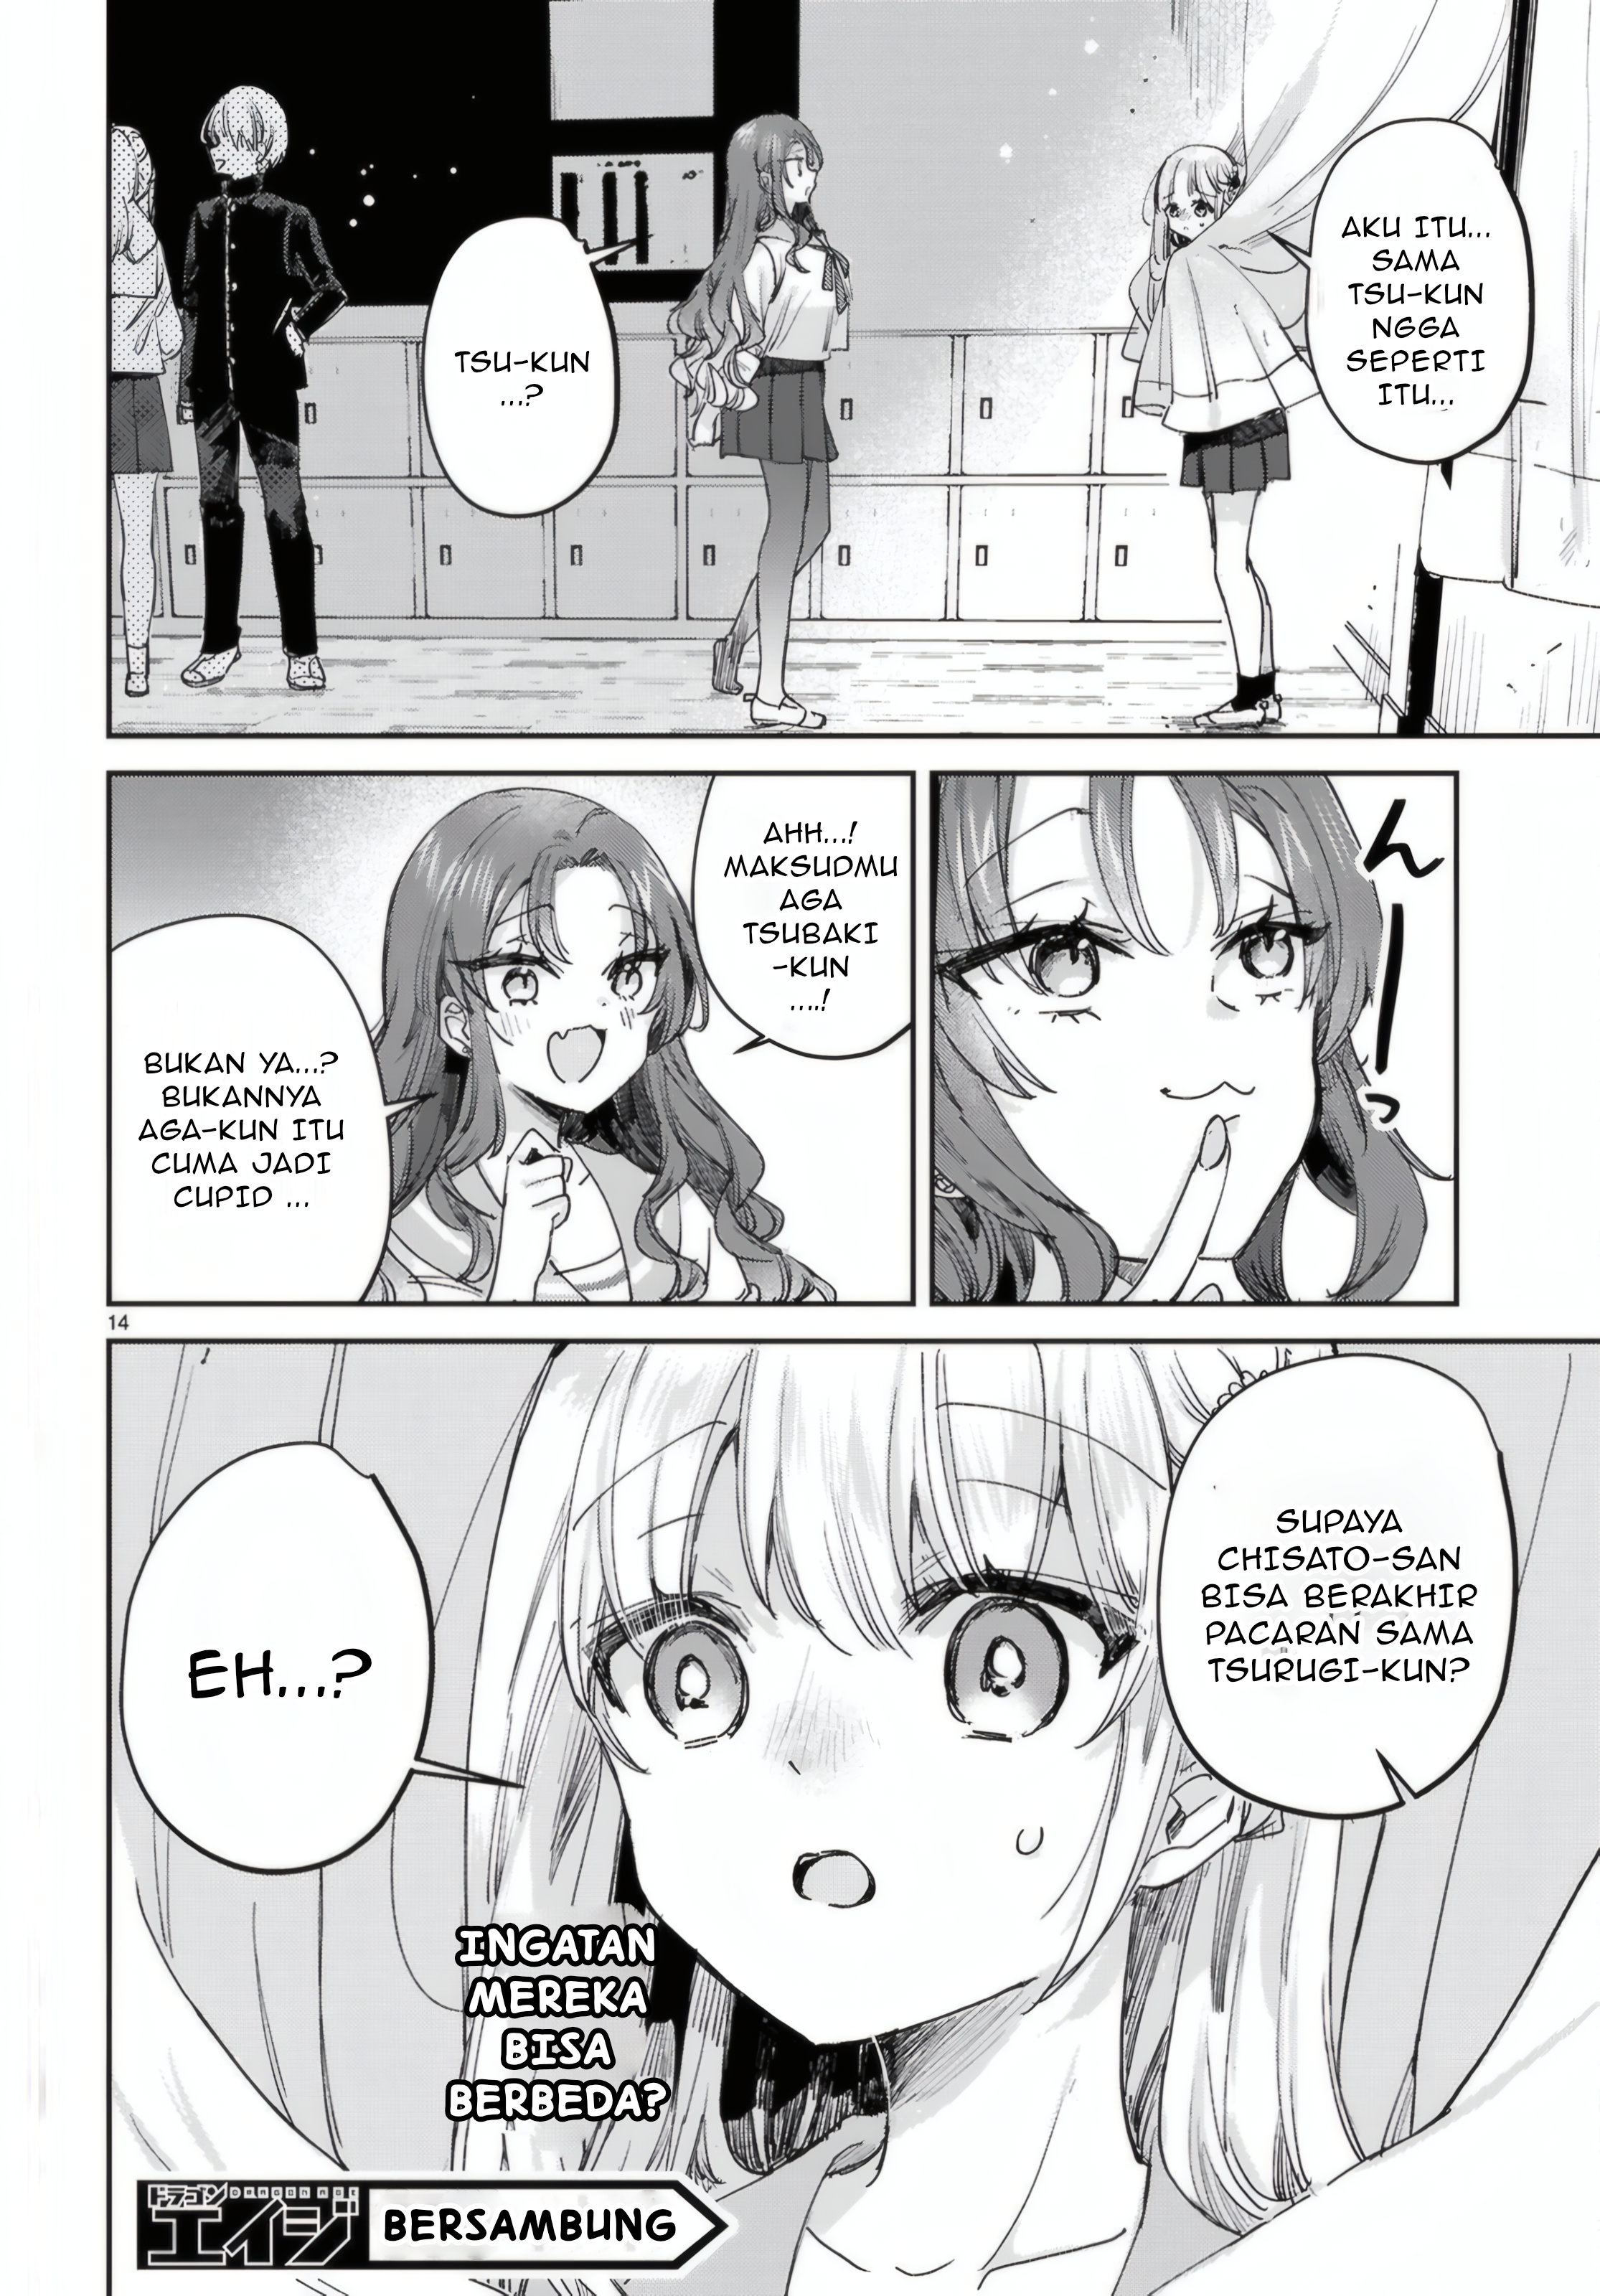 AKU ITU...
SAMA
TSU-KUN
NGGA
SEPERTI
ITU...
TSU-KUN
...?
んーっ
AHH...!
MAKSUDMU
AGA
TSUBAKI
-KUN
....!
BUKAN YA...?
BUKANNYA
AGA-KUN ITU
CUMA JADI
CUPID ...
14
SUPAYA
CHISATO-SAN
BISA BERAKHIR
PACARAN SAMA
TSURUGI-KUN?
EH...?
INGATAN
MEREKA
BISA
BERBEDA?
ドラゴン DRAGON AGE
エイジ
BERSAMBUNG